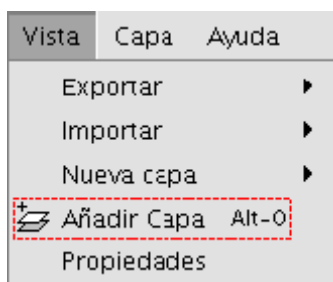 Vista Capa Ayuda
Exportar
Importar
Nueva capa
Añadir Capa Alt-O
Propiedades